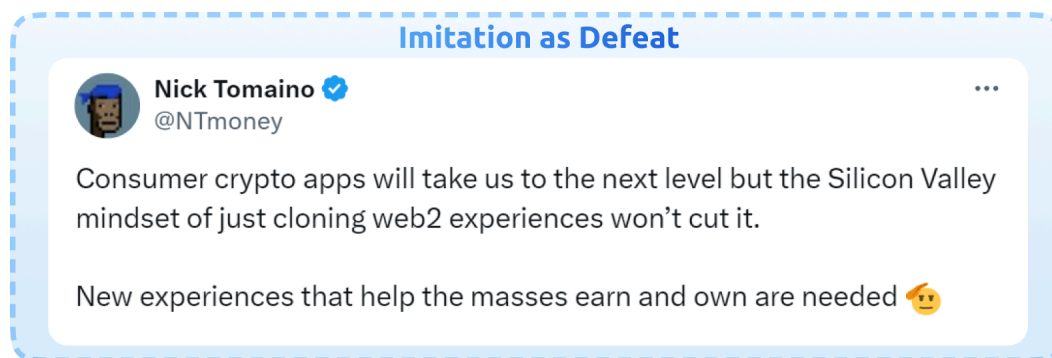 Imitation as Defeat
Nick Tomaino
@NTmoney
Consumer crypto apps will take us to the next level but the Silicon Valley
mindset of just cloning web2 experiences won’t cut it.
New experiences that help the masses earn and own are needed 🫡